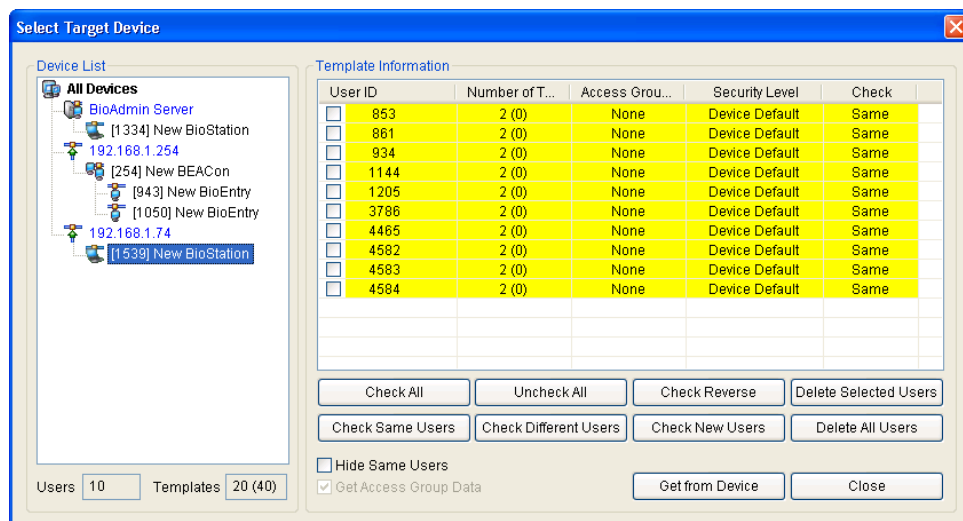 Select Target Device
Device List
All Devices
BioAdmin Server
[1334] New BioStation
192.168.1.254
[254] New BEACon
[943] New BioEntry
[1050] New BioEntry
192.168.1.74
[1539] New BioStation
Users 10 Templates 20 (40)
Template Information
User ID Number of T... Access Grou... Security Level Check
853 2 (0) None Device Default Same
861 2 (0) None Device Default Same
934 2 (0) None Device Default Same
1144 2 (0) None Device Default Same
1205 2 (0) None Device Default Same
3786 2 (0) None Device Default Same
4465 2 (0) None Device Default Same
4582 2 (0) None Device Default Same
4583 2 (0) None Device Default Same
4584 2 (0) None Device Default Same
Check All Uncheck All Check Reverse Delete Selected Users
Check Same Users Check Different Users Check New Users Delete All Users
Hide Same Users
Get Access Group Data Get from Device Close